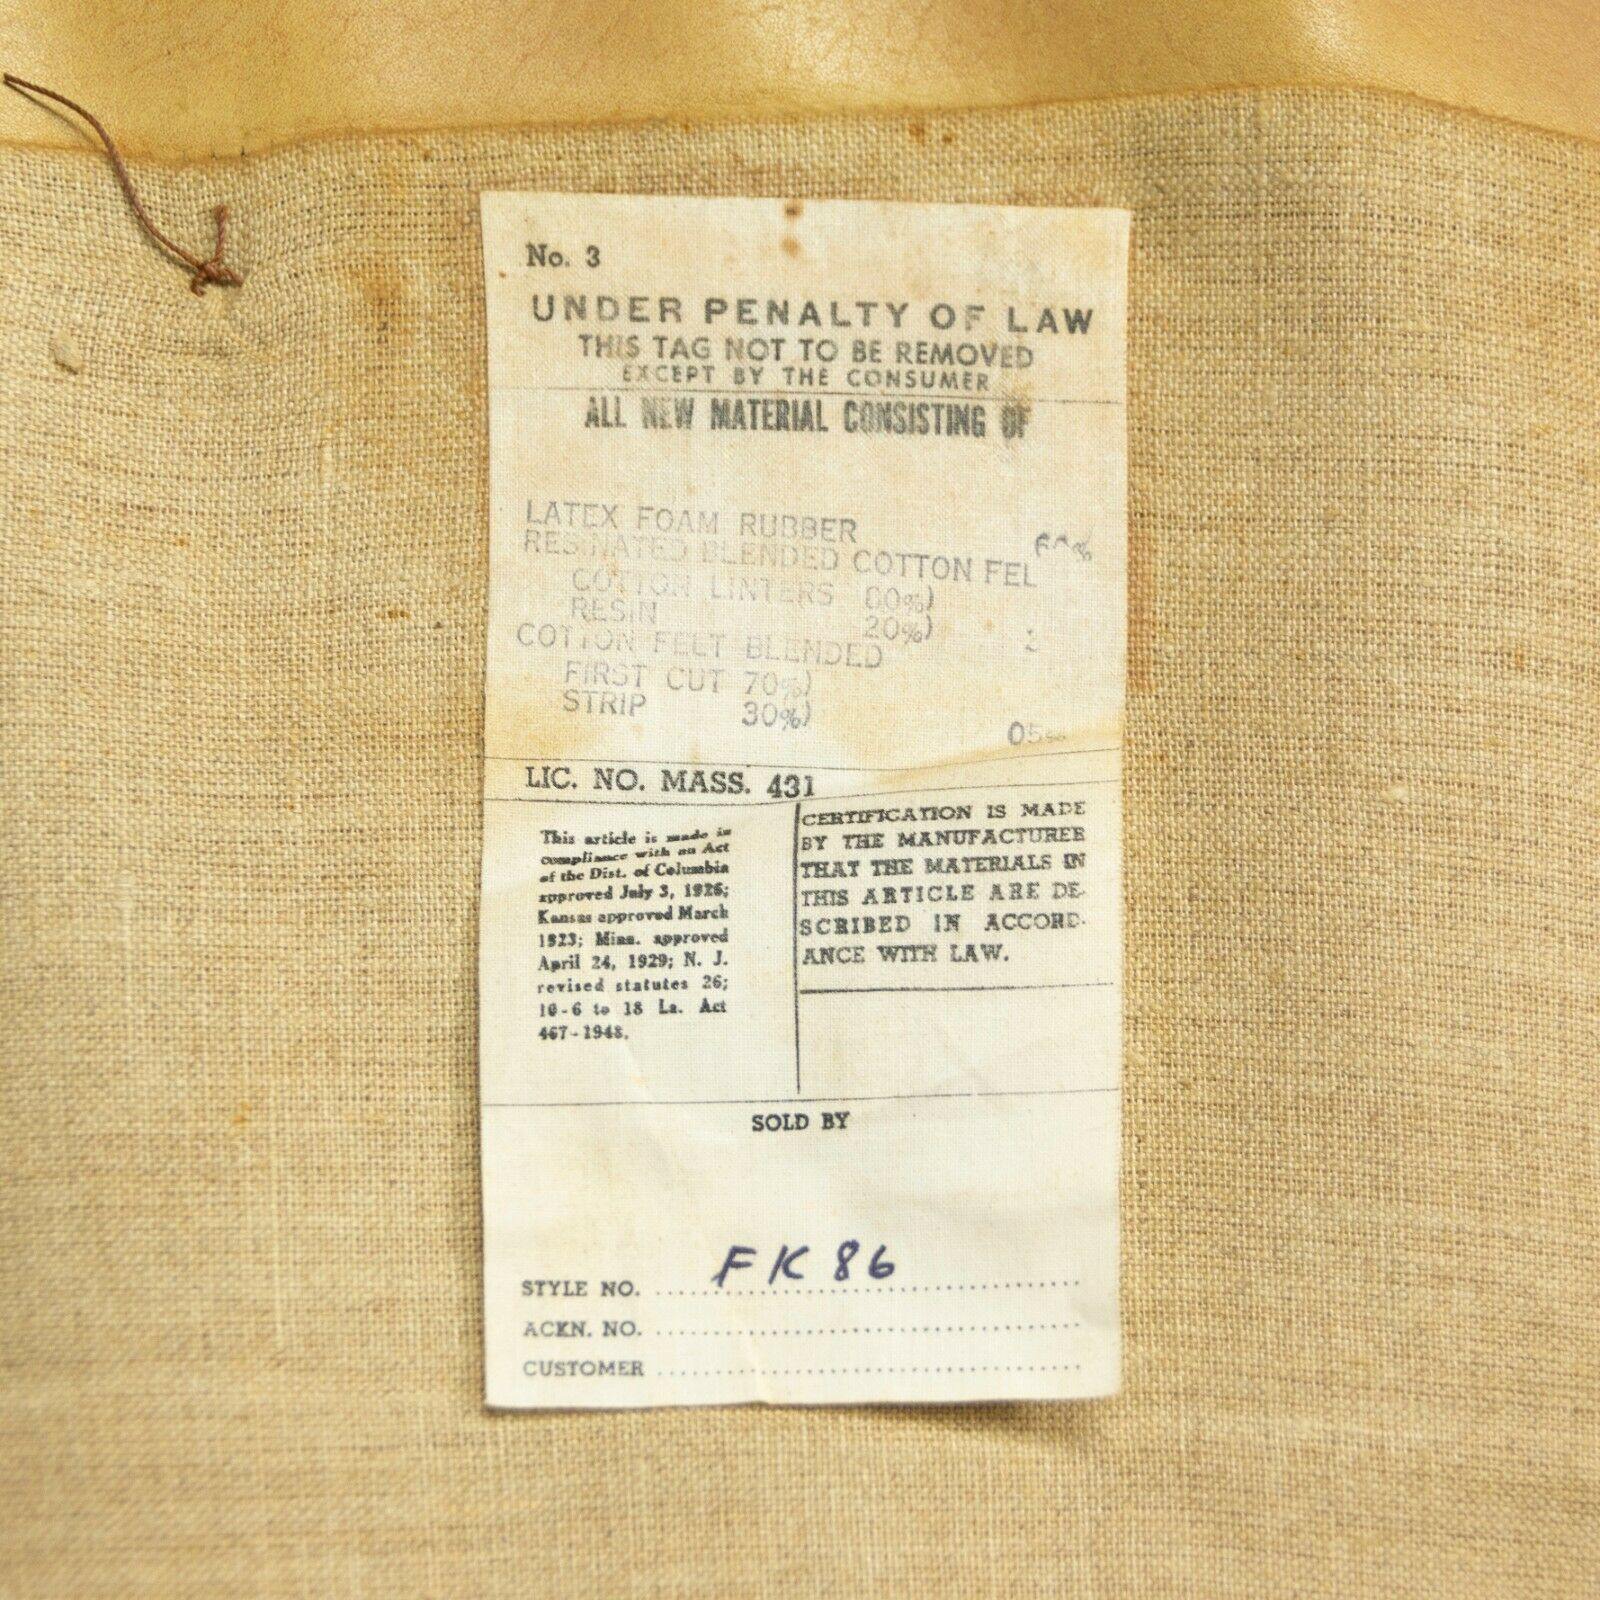 No. 3
UNDER PENALTY OF LAW
THIS TAG NOT TO BE REMOVED
EXCEPT BY THE CONSUMER
ALL NEW MATERIAL CONSISTING OF
LATEX FOAM RUBBER
RESINATED BLENDED COTTON FEL
COTTON LINTERS 80%)
RESIN 20%)
COTTON FELT BLENDED
FIRST CUT 70%)
STRIP 30%)
LIC. NO. MASS. 431
This article is made in
compliance with an Act
of the Dist. of Columbia
approved July 3, 1926;
Kansas approved March
1923; Minn. approved
April 24, 1929; N. J.
revised statutes 26;
10-6 to 18 La. Act
467-1948.
CERTIFICATION IS MADE
BY THE MANUFACTURER
THAT THE MATERIALS IN
THIS ARTICLE ARE DE-
SCRIBED IN ACCORD-
ANCE WITH LAW.
SOLD BY
STYLE NO. FK86
ACKN. NO.
CUSTOMER